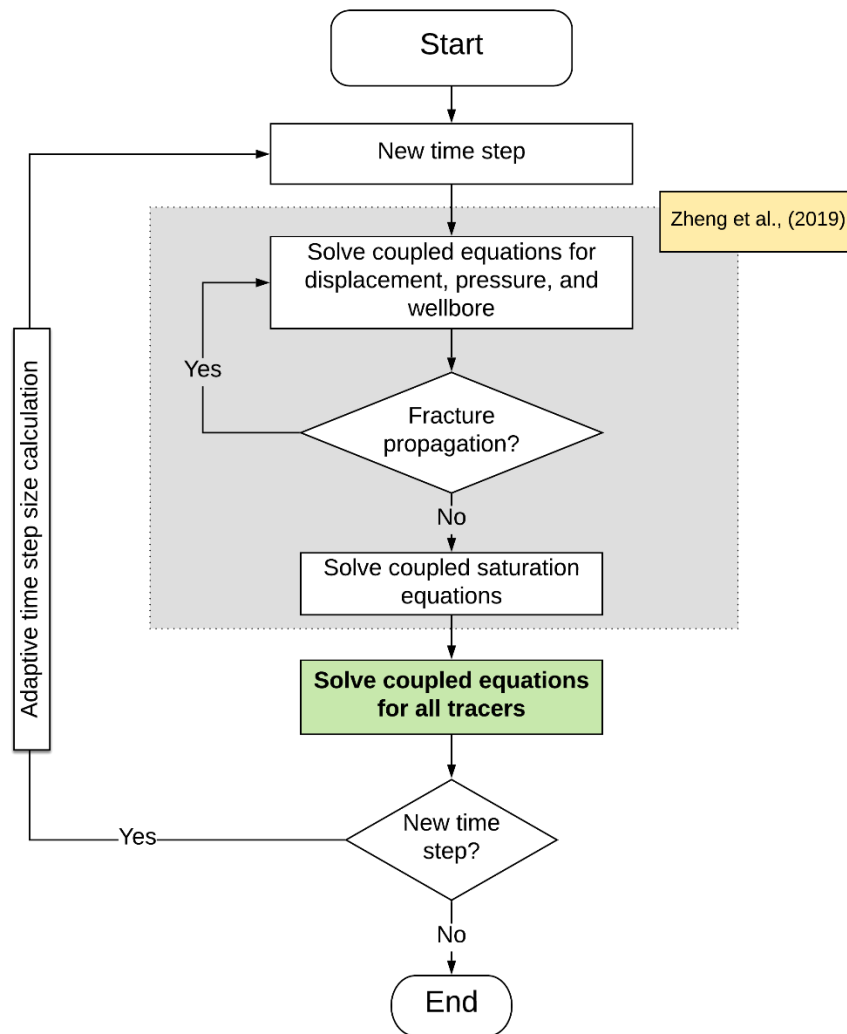 Start
New time step
Zheng et al., (2019)
Solve coupled equations for
displacement, pressure, and
wellbore
Yes
Fracture
propagation?
No
Solve coupled saturation
equations
Adaptive time step size calculation
Solve coupled equations
for all tracers
New time
step?
Yes
No
End